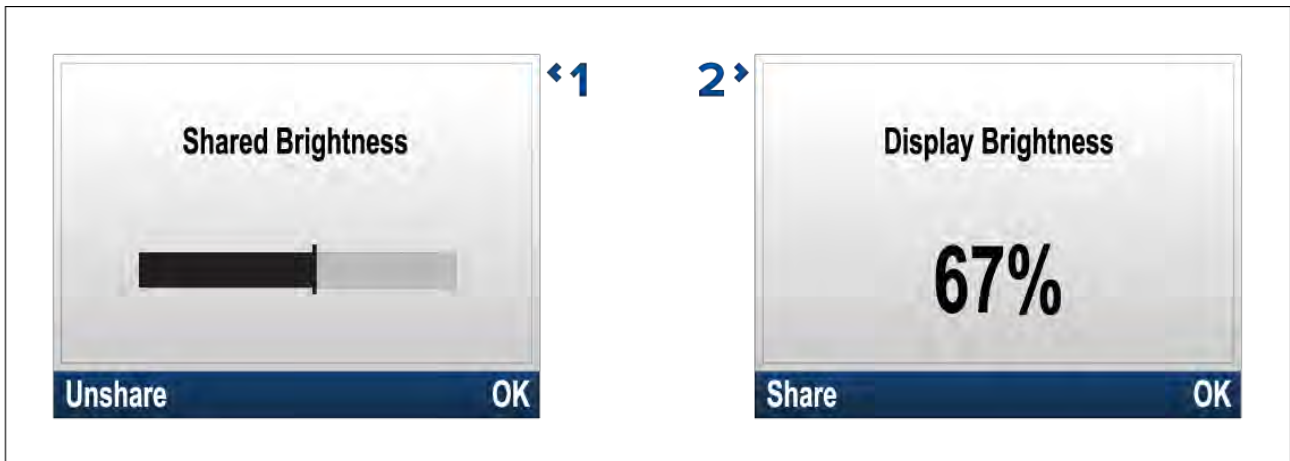 ‹1
Shared Brightness
Unshare OK
2›
Display Brightness
67%
Share OK